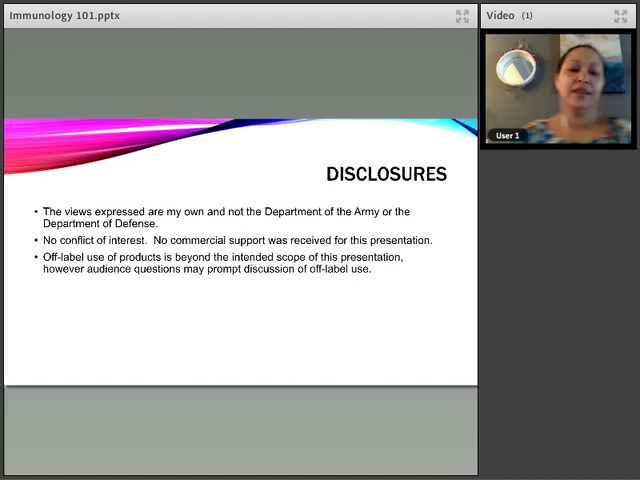 Immunology 101.pptx
Video (1)
User 1
DISCLOSURES
• The views expressed are my own and not the Department of the Army or the
Department of Defense.
• No conflict of interest.  No commercial support was received for this presentation.
• Off-label use of products is beyond the intended scope of this presentation,
however audience questions may prompt discussion of off-label use.